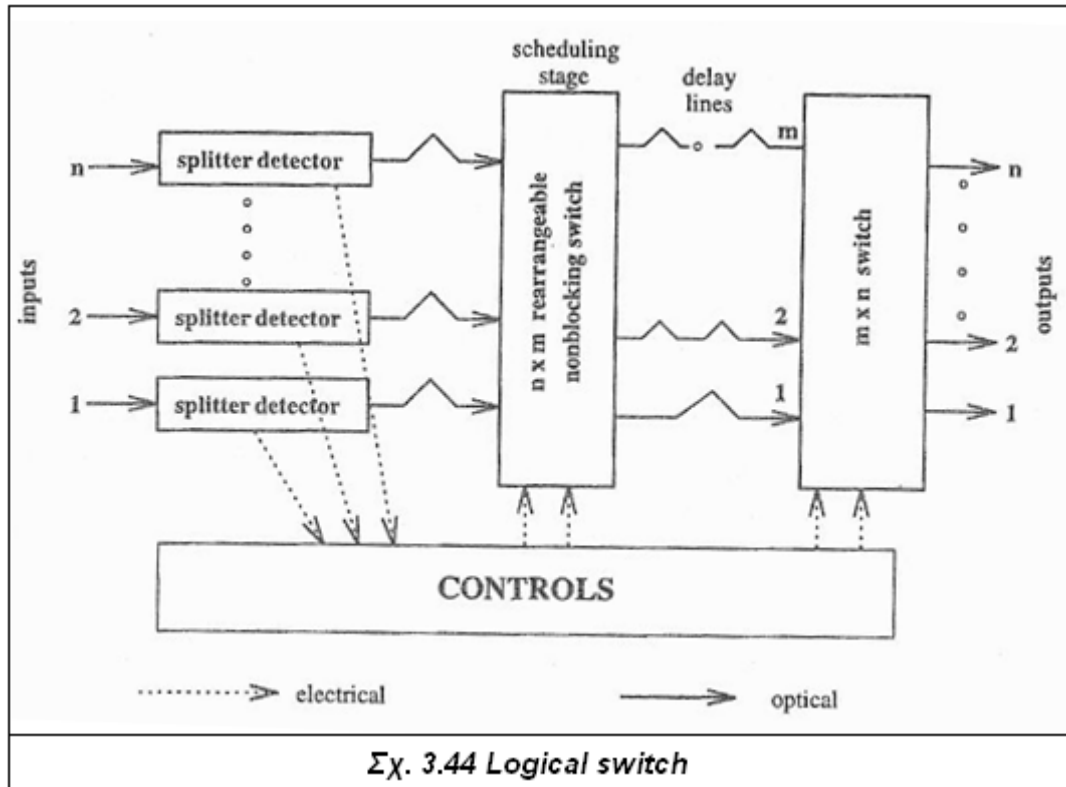 scheduling
stage
delay
lines
m
n
splitter detector
n
n x m rearrangeable
nonblocking switch
m x n switch
inputs
outputs
2
splitter detector
2
2
1
splitter detector
1
1
CONTROLS
electrical
optical
Σχ. 3.44 Logical switch